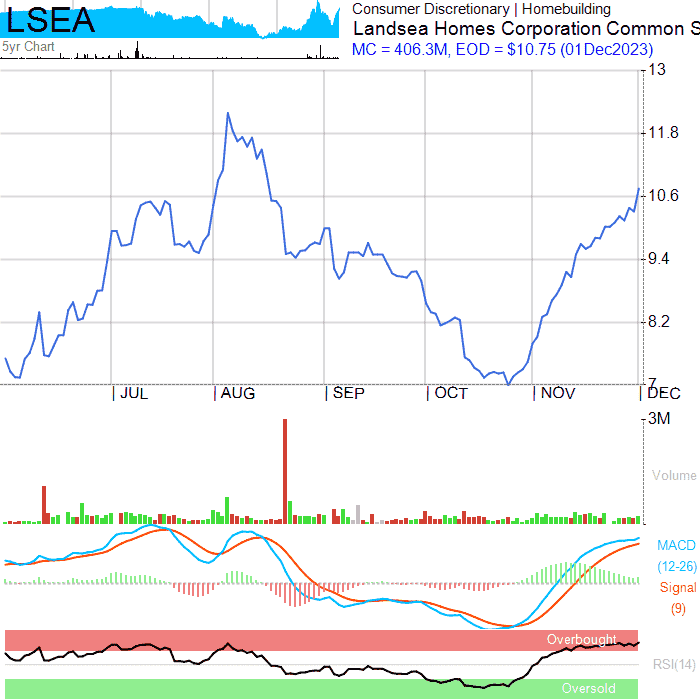 LSEA
5yr Chart
Consumer Discretionary | Homebuilding
Landsea Homes Corporation Common S
MC = 406.3M, EOD = $10.75 (01Dec2023)
13
11.8
10.6
9.4
8.2
7
JUL
AUG
SEP
OCT
NOV
DEC
3M
Volume
MACD
(12-26)
Signal
(9)
Overbought
RSI(14)
Oversold